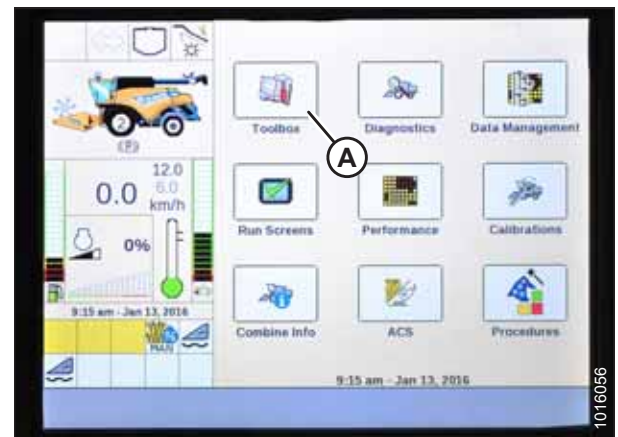 Toolbox
Diagnostics
Data Management
A
2
(P)
12.0
6.0
0.0
km/h
Run Screens
Performance
Calibrations
0%
9:15 am - Jan 13, 2016
MAN
Combine Info
ACS
Procedures
9:15 am - Jan 13, 2016
1016056